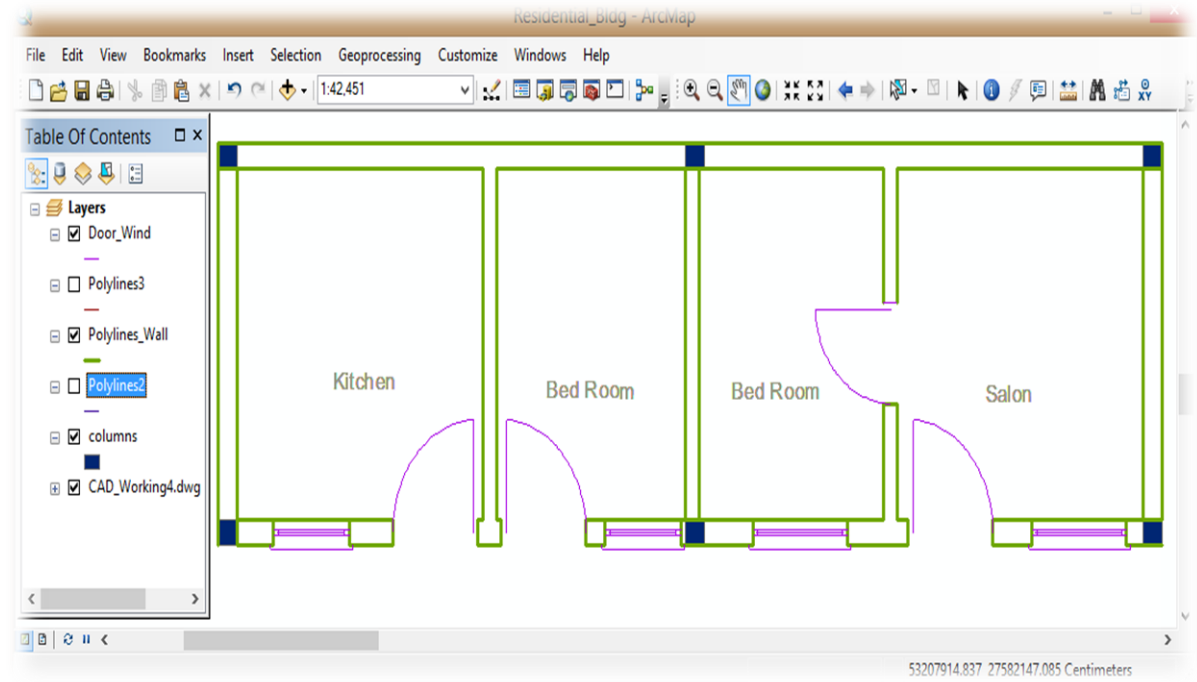 Residential_Bldg - ArcMap
File Edit View Bookmarks Insert Selection Geoprocessing Customize Windows Help
1:42,451
Table Of Contents
Layers
Door_Wind
Polylines3
Polylines_Wall
Polylines2
columns
CAD_Working4.dwg
Kitchen
Bed Room
Bed Room
Salon
53207914.837 27582147.085 Centimeters